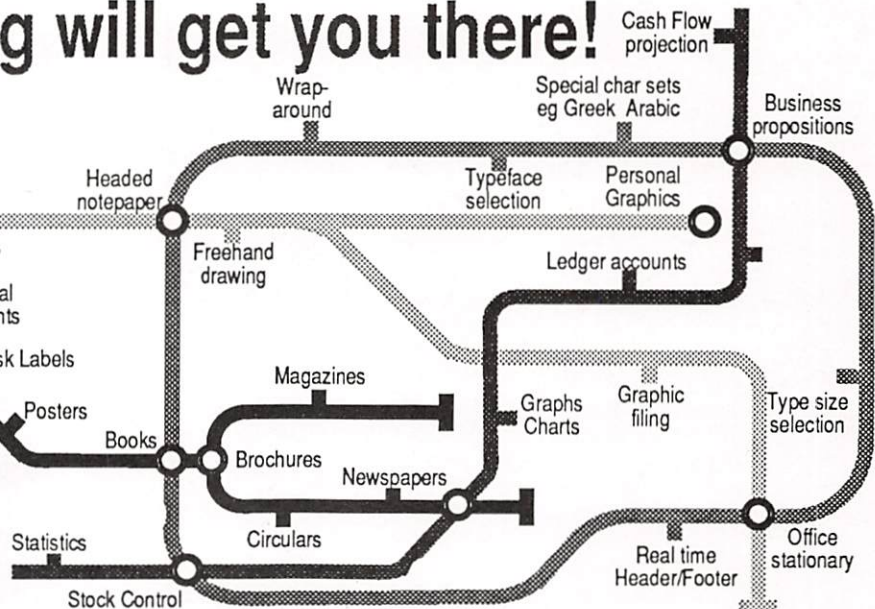 g will get you there!
Cash Flow
projection
Wrap-
around
Special char sets
eg Greek Arabic
Business
propositions
Headed
notepaper
Typeface
selection
Personal
Graphics
Freehand
drawing
Ledger accounts
al
nts
sk Labels
Magazines
Graphic
filing
Type size
selection
Posters
Graphs
Charts
Books
Brochures
Newspapers
Circulars
Statistics
Real time
Header/Footer
Office
stationary
Stock Control